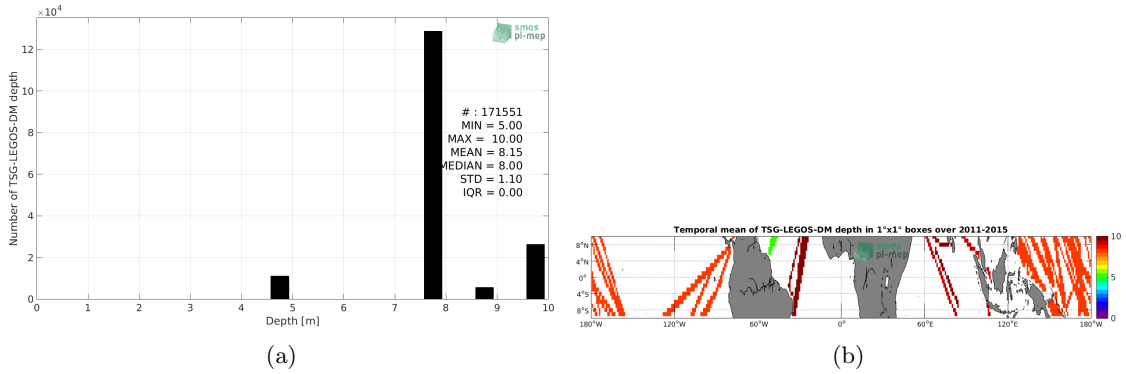 ×10⁴
smos
pi-mep
12
10
8
6
4
2
0
Number of TSG-LEGOS-DM depth
# : 171551
MIN = 5.00
MAX = 10.00
MEAN = 8.15
MEDIAN = 8.00
STD = 1.10
IQR = 0.00
0 1 2 3 4 5 6 7 8 9 10
Depth [m]
(a)
Temporal mean of TSG-LEGOS-DM depth in 1°x1° boxes over 2011-2015
smos
pi-mep
8°N
4°N
0°
4°S
8°S
180°W 120°W 60°W 0° 60°E 120°E 180°W
10
5
0
(b)